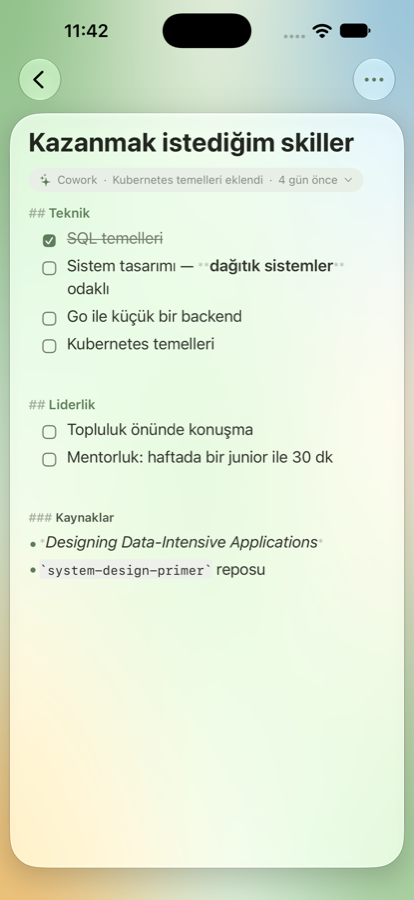 11:42
Kazanmak istediğim skiller
Cowork · Kubernetes temelleri eklendi · 4 gün önce
## Teknik
SQL temelleri
Sistem tasarımı — **dağıtık sistemler**
odaklı
Go ile küçük bir backend
Kubernetes temelleri
## Liderlik
Topluluk önünde konuşma
Mentorluk: haftada bir junior ile 30 dk
### Kaynaklar
• *Designing Data-Intensive Applications*
• `system-design-primer` reposu